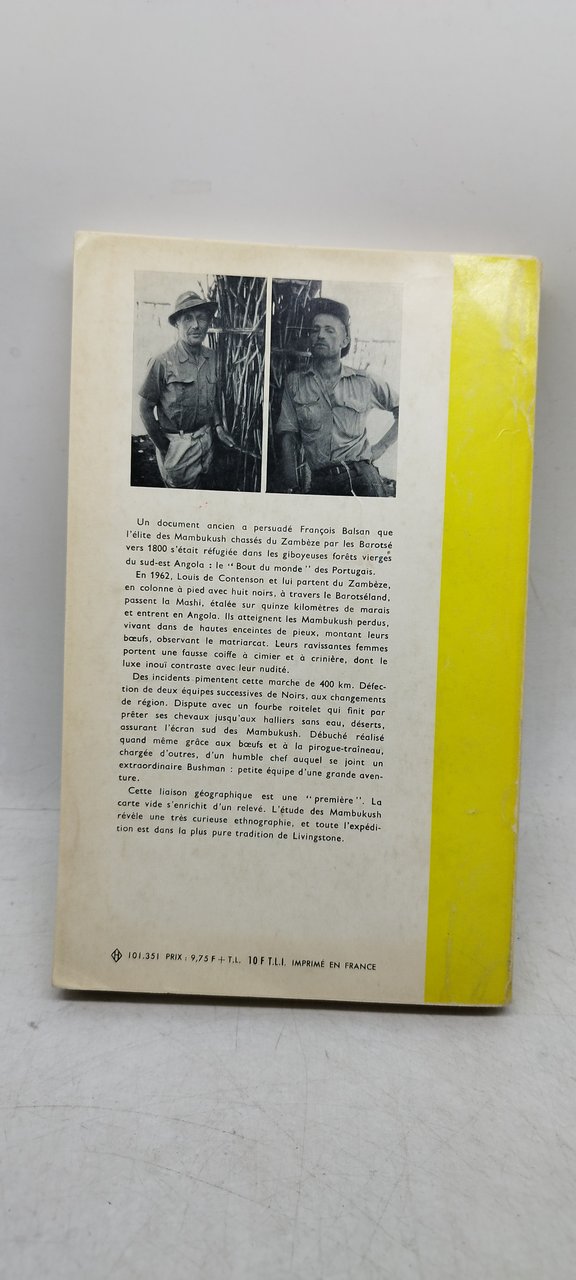 Un document ancien a persuadé François Balsan que
l'élite des Mambukush chassés du Zambèze par les Barotsé
vers 1800 s'était réfugiée dans les giboyeuses forêts vierges
du sud-est Angola : le "Bout du monde" des Portugais.
En 1962, Louis de Contenson et lui partent du Zambèze,
en colonne à pied avec huit noirs, à travers le Barotséland,
passent la Mashi, étalée sur quinze kilomètres de marais
et entrent en Angola. Ils atteignent les Mambukush perdus,
vivant dans de hautes enceintes de pieux, montant leurs
bœufs, observant le matriarcat. Leurs ravissantes femmes
portent une fausse coiffe à cimier et à crinière, dont le
luxe inouï contraste avec leur nudité.
Des incidents pimentent cette marche de 400 km. Défec-
tion de deux équipes successives de Noirs, aux changements
de région. Dispute avec un fourbe roitelet qui finit par
prêter ses chevaux jusqu'aux halliers sans eau, déserts,
assurant l'écran sud des Mambukush. Débuché réalisé
quand même grâce aux bœufs et à la pirogue-traîneau,
chargée d'outres, d'un humble chef auquel se joint un
extraordinaire Bushman : petite équipe d'une grande aven-
ture.
Cette liaison géographique est une "première". La
carte vide s'enrichit d'un relevé. L'étude des Mambukush
révèle une très curieuse ethnographie, et toute l'expédi-
tion est dans la plus pure tradition de Livingstone.
H 101.351 PRIX : 9,75 F + T.L. 10 F T.L.I. IMPRIMÉ EN FRANCE